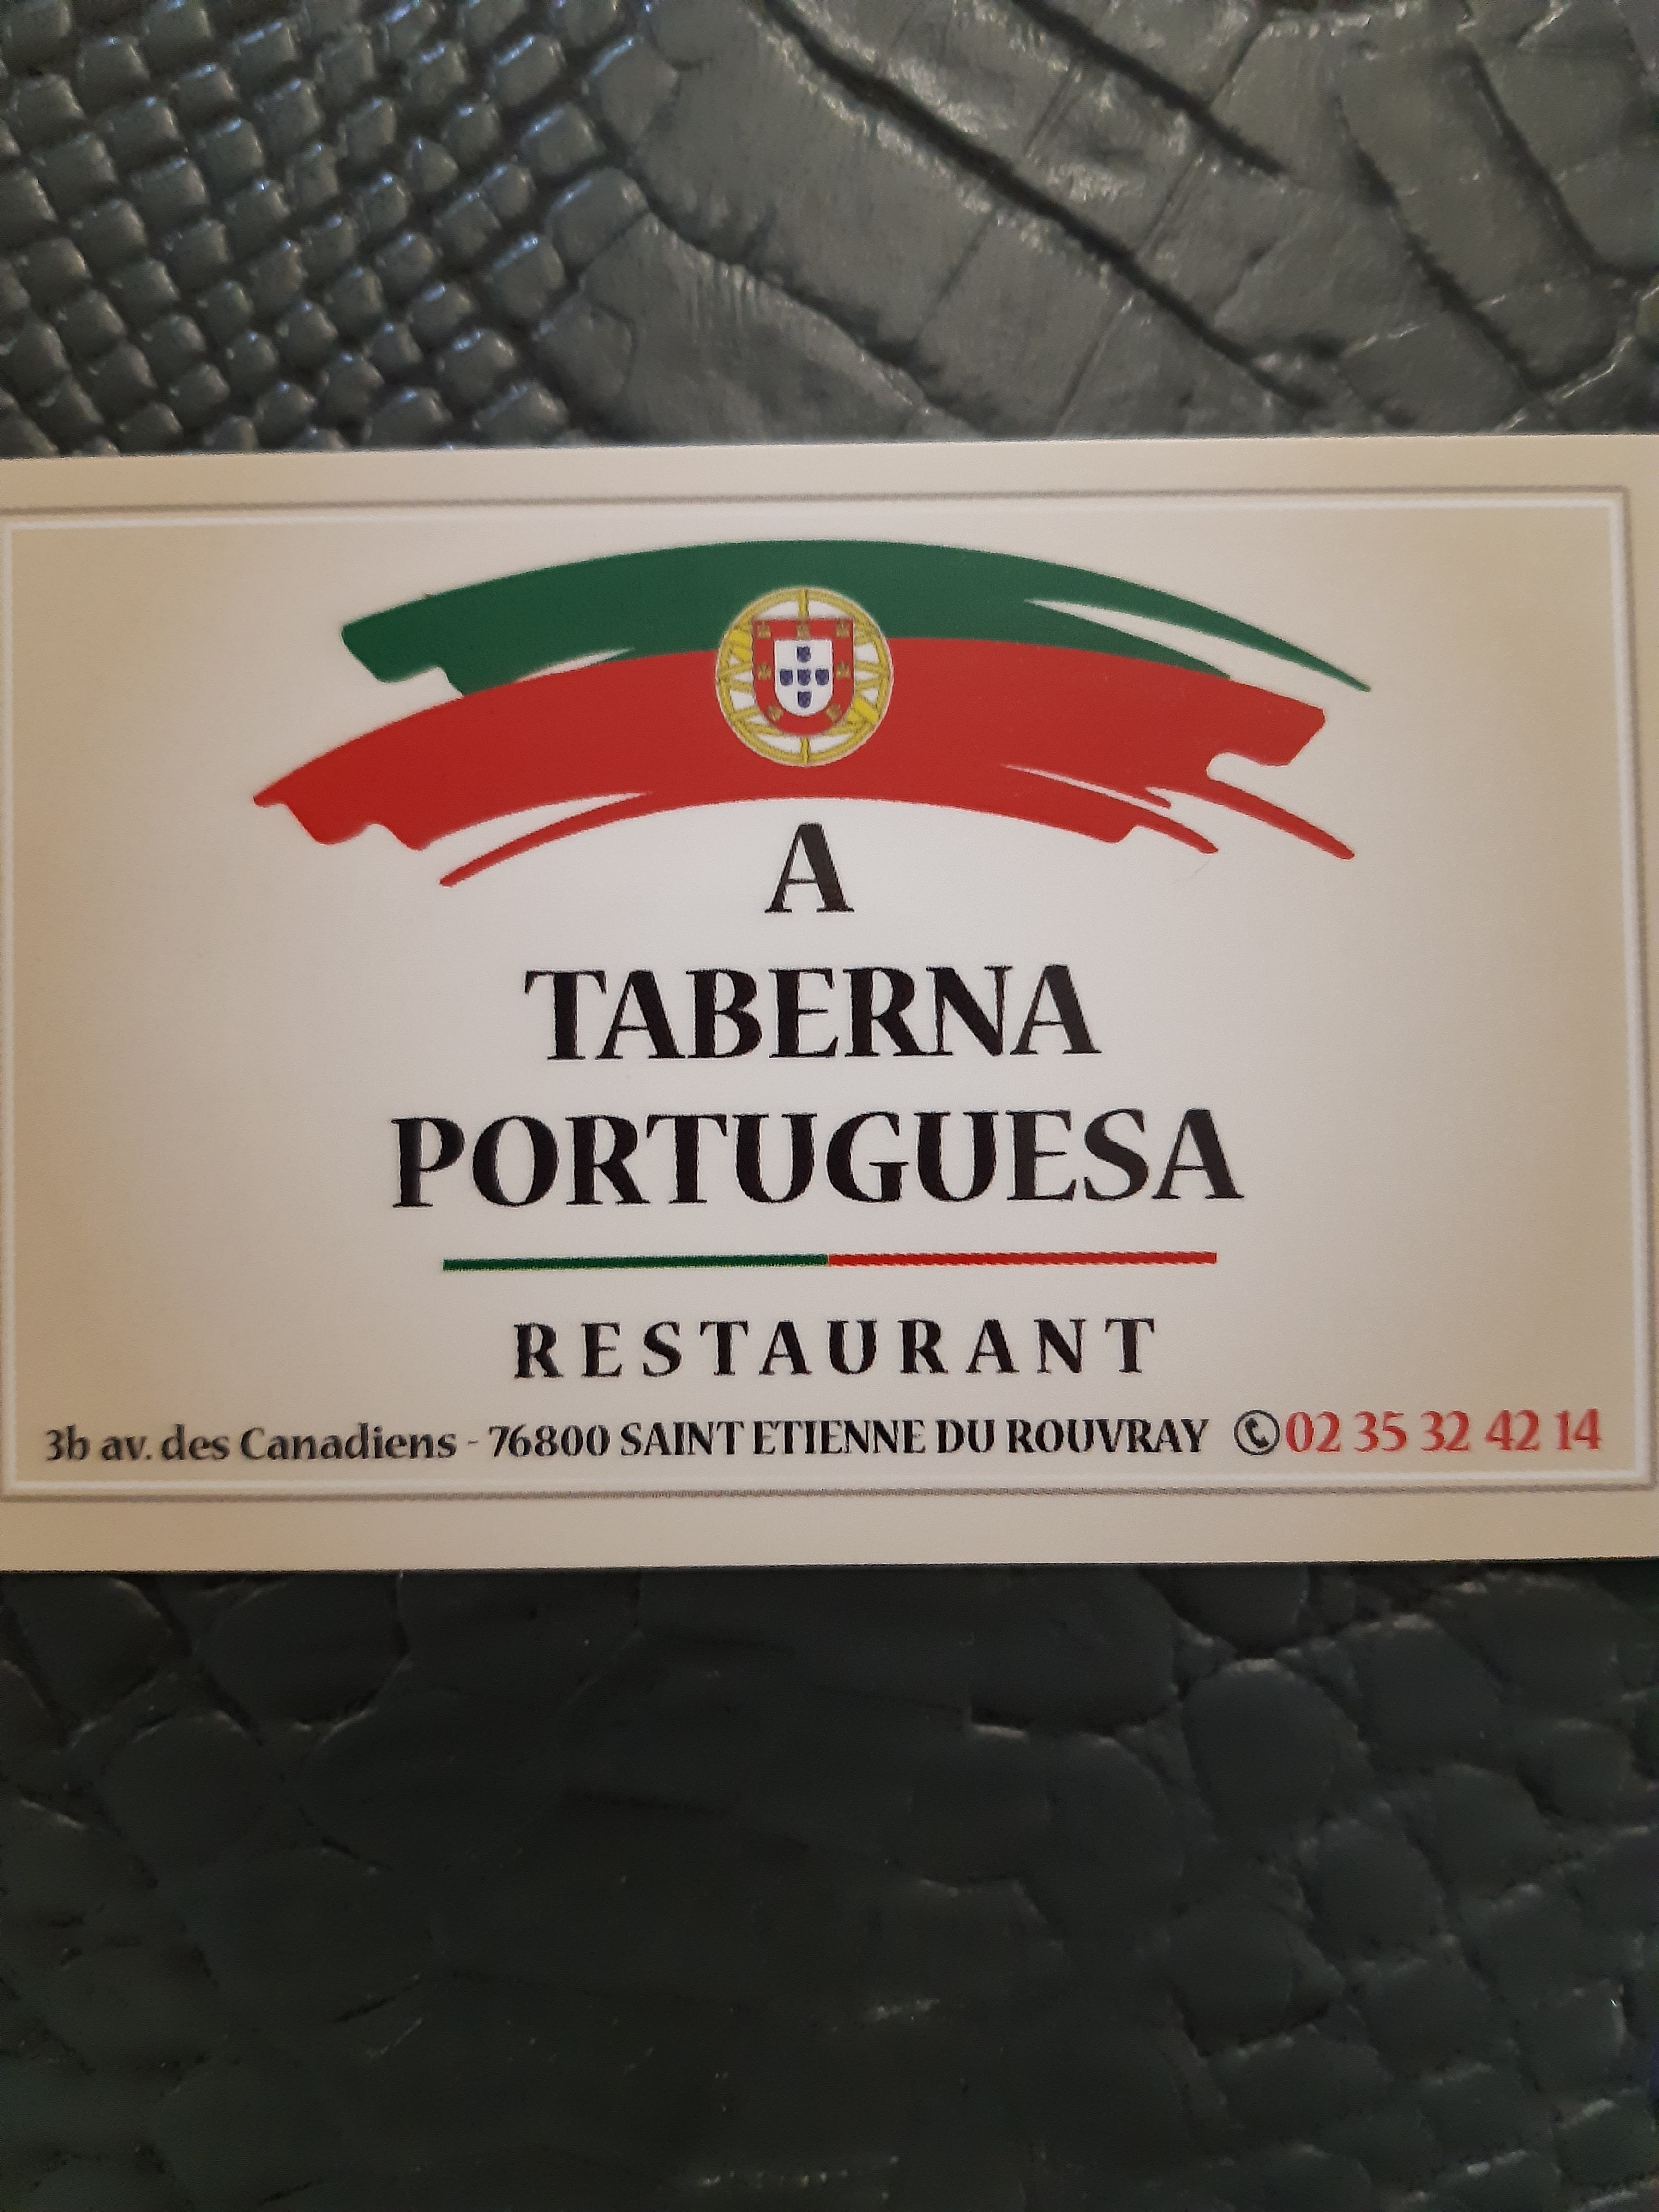 A
TABERNA
PORTUGUESA
RESTAURANT
3b av. des Canadiens - 76800 SAINT ETIENNE DU ROUVRAY 02 35 32 42 14